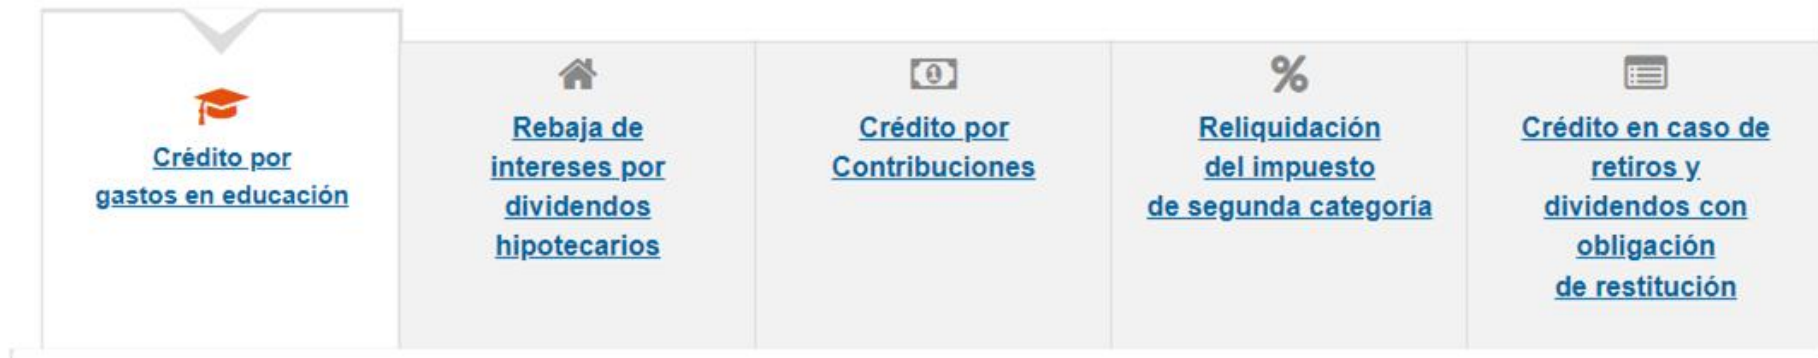 Crédito por
gastos en educación
Rebaja de
intereses por
dividendos
hipotecarios
Crédito por
Contribuciones
Reliquidación
del impuesto
de segunda categoría
Crédito en caso de
retiros y
dividendos con
obligación
de restitución